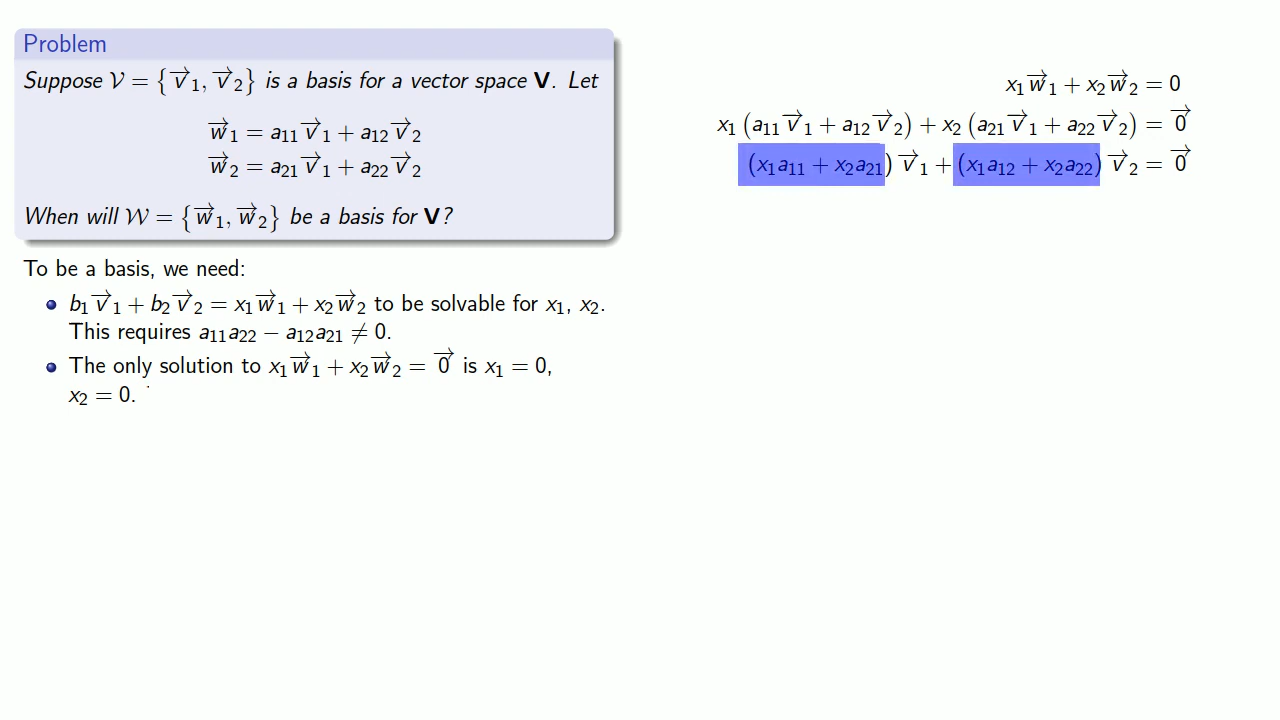 Problem
Suppose 𝒱 = {v⃗₁, v⃗₂} is a basis for a vector space V. Let
w⃗₁ = a₁₁v⃗₁ + a₁₂v⃗₂
w⃗₂ = a₂₁v⃗₁ + a₂₂v⃗₂
When will 𝒲 = {w⃗₁, w⃗₂} be a basis for V?
To be a basis, we need:
b₁v⃗₁ + b₂v⃗₂ = x₁w⃗₁ + x₂w⃗₂ to be solvable for x₁, x₂.
This requires a₁₁a₂₂ − a₁₂a₂₁ ≠ 0.
The only solution to x₁w⃗₁ + x₂w⃗₂ = 0⃗ is x₁ = 0,
x₂ = 0.
x₁w⃗₁ + x₂w⃗₂ = 0
x₁ (a₁₁v⃗₁ + a₁₂v⃗₂) + x₂ (a₂₁v⃗₁ + a₂₂v⃗₂) = 0⃗
(x₁a₁₁ + x₂a₂₁) v⃗₁ + (x₁a₁₂ + x₂a₂₂) v⃗₂ = 0⃗